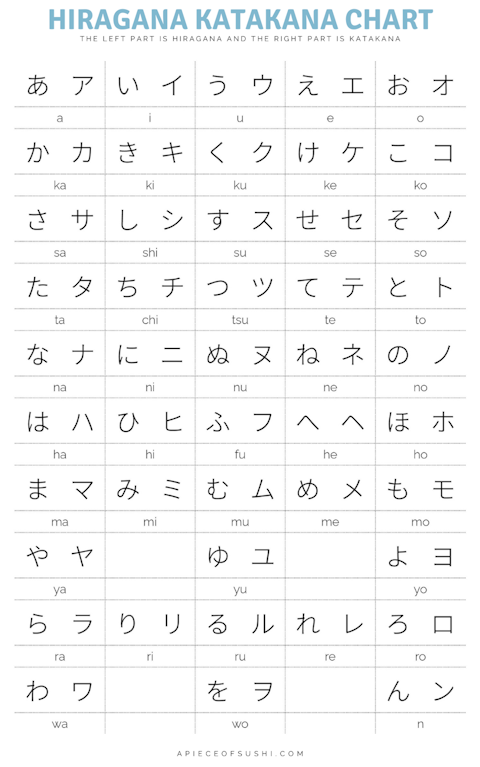 HIRAGANA KATAKANA CHART
THE LEFT PART IS HIRAGANA AND THE RIGHT PART IS KATAKANA
あ ア い イ う ウ え エ お オ
a i u e o
か カ き キ く ク け ケ こ コ
ka ki ku ke ko
さ サ し シ す ス せ セ そ ソ
sa shi su se so
た タ ち チ つ ツ て テ と ト
ta chi tsu te to
な ナ に ニ ぬ ヌ ね ネ の ノ
na ni nu ne no
は ハ ひ ヒ ふ フ へ ヘ ほ ホ
ha hi fu he ho
ま マ み ミ む ム め メ も モ
ma mi mu me mo
や ヤ ゆ ユ よ ヨ
ya yu yo
ら ラ り リ る ル れ レ ろ ロ
ra ri ru re ro
わ ワ を ヲ ん ン
wa wo n
APIECEOFSUSHI.COM